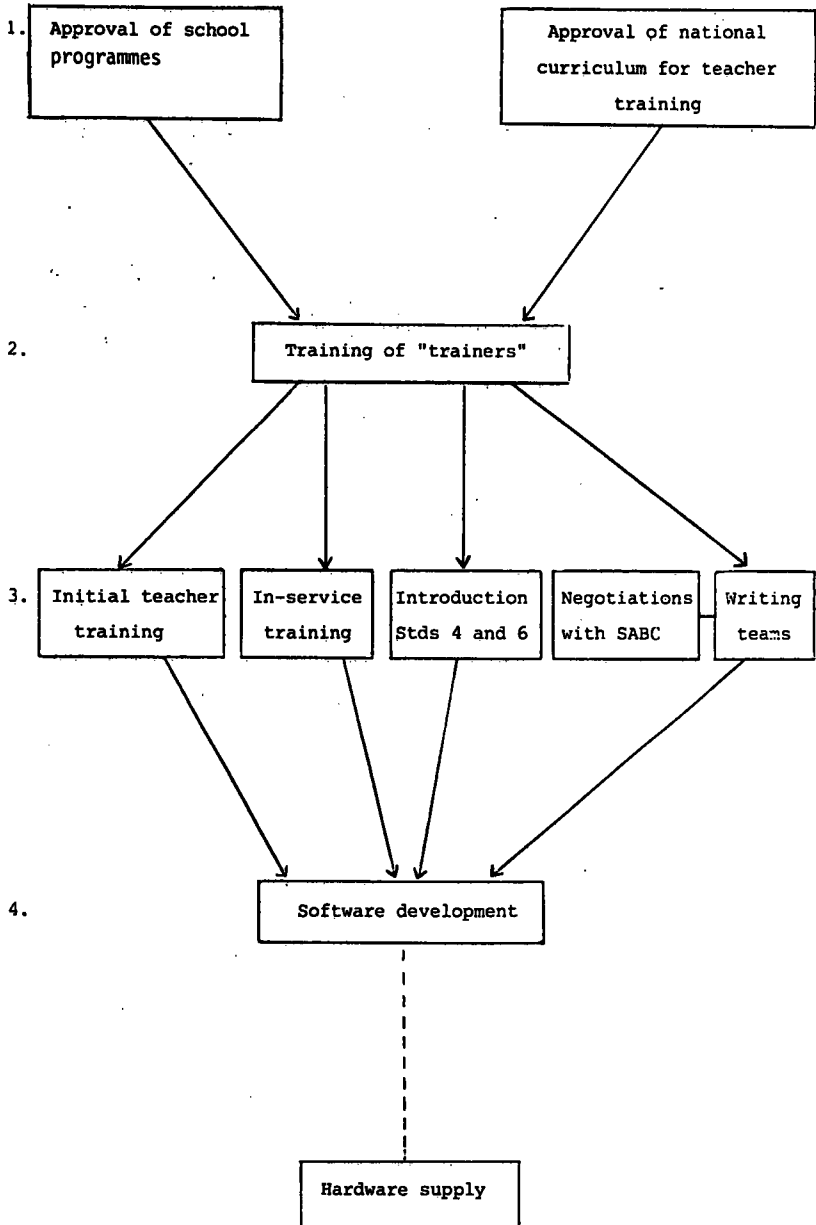 1.
Approval of school
programmes
Approval of national
curriculum for teacher
training
2.
Training of "trainers"
3.
Initial teacher
training
In-service
training
Introduction
Stds 4 and 6
Negotiations
with SABC
Writing
teams
4.
Software development
Hardware supply